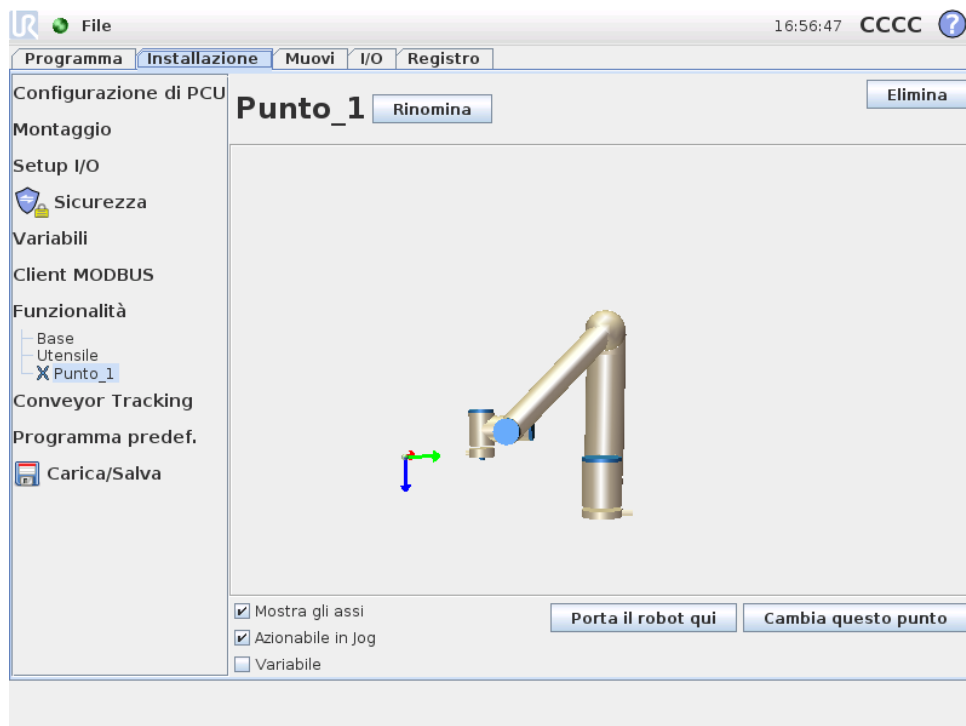 UR File 16:56:47 CCCC ?
Programma Installazione Muovi I/O Registro
Configurazione di PCU
Montaggio
Setup I/O
Sicurezza
Variabili
Client MODBUS
Funzionalità
Base
Utensile
Punto_1
Conveyor Tracking
Programma predef.
Carica/Salva
Punto_1 Rinomina Elimina
Mostra gli assi
Azionabile in Jog
Variabile
Porta il robot qui Cambia questo punto